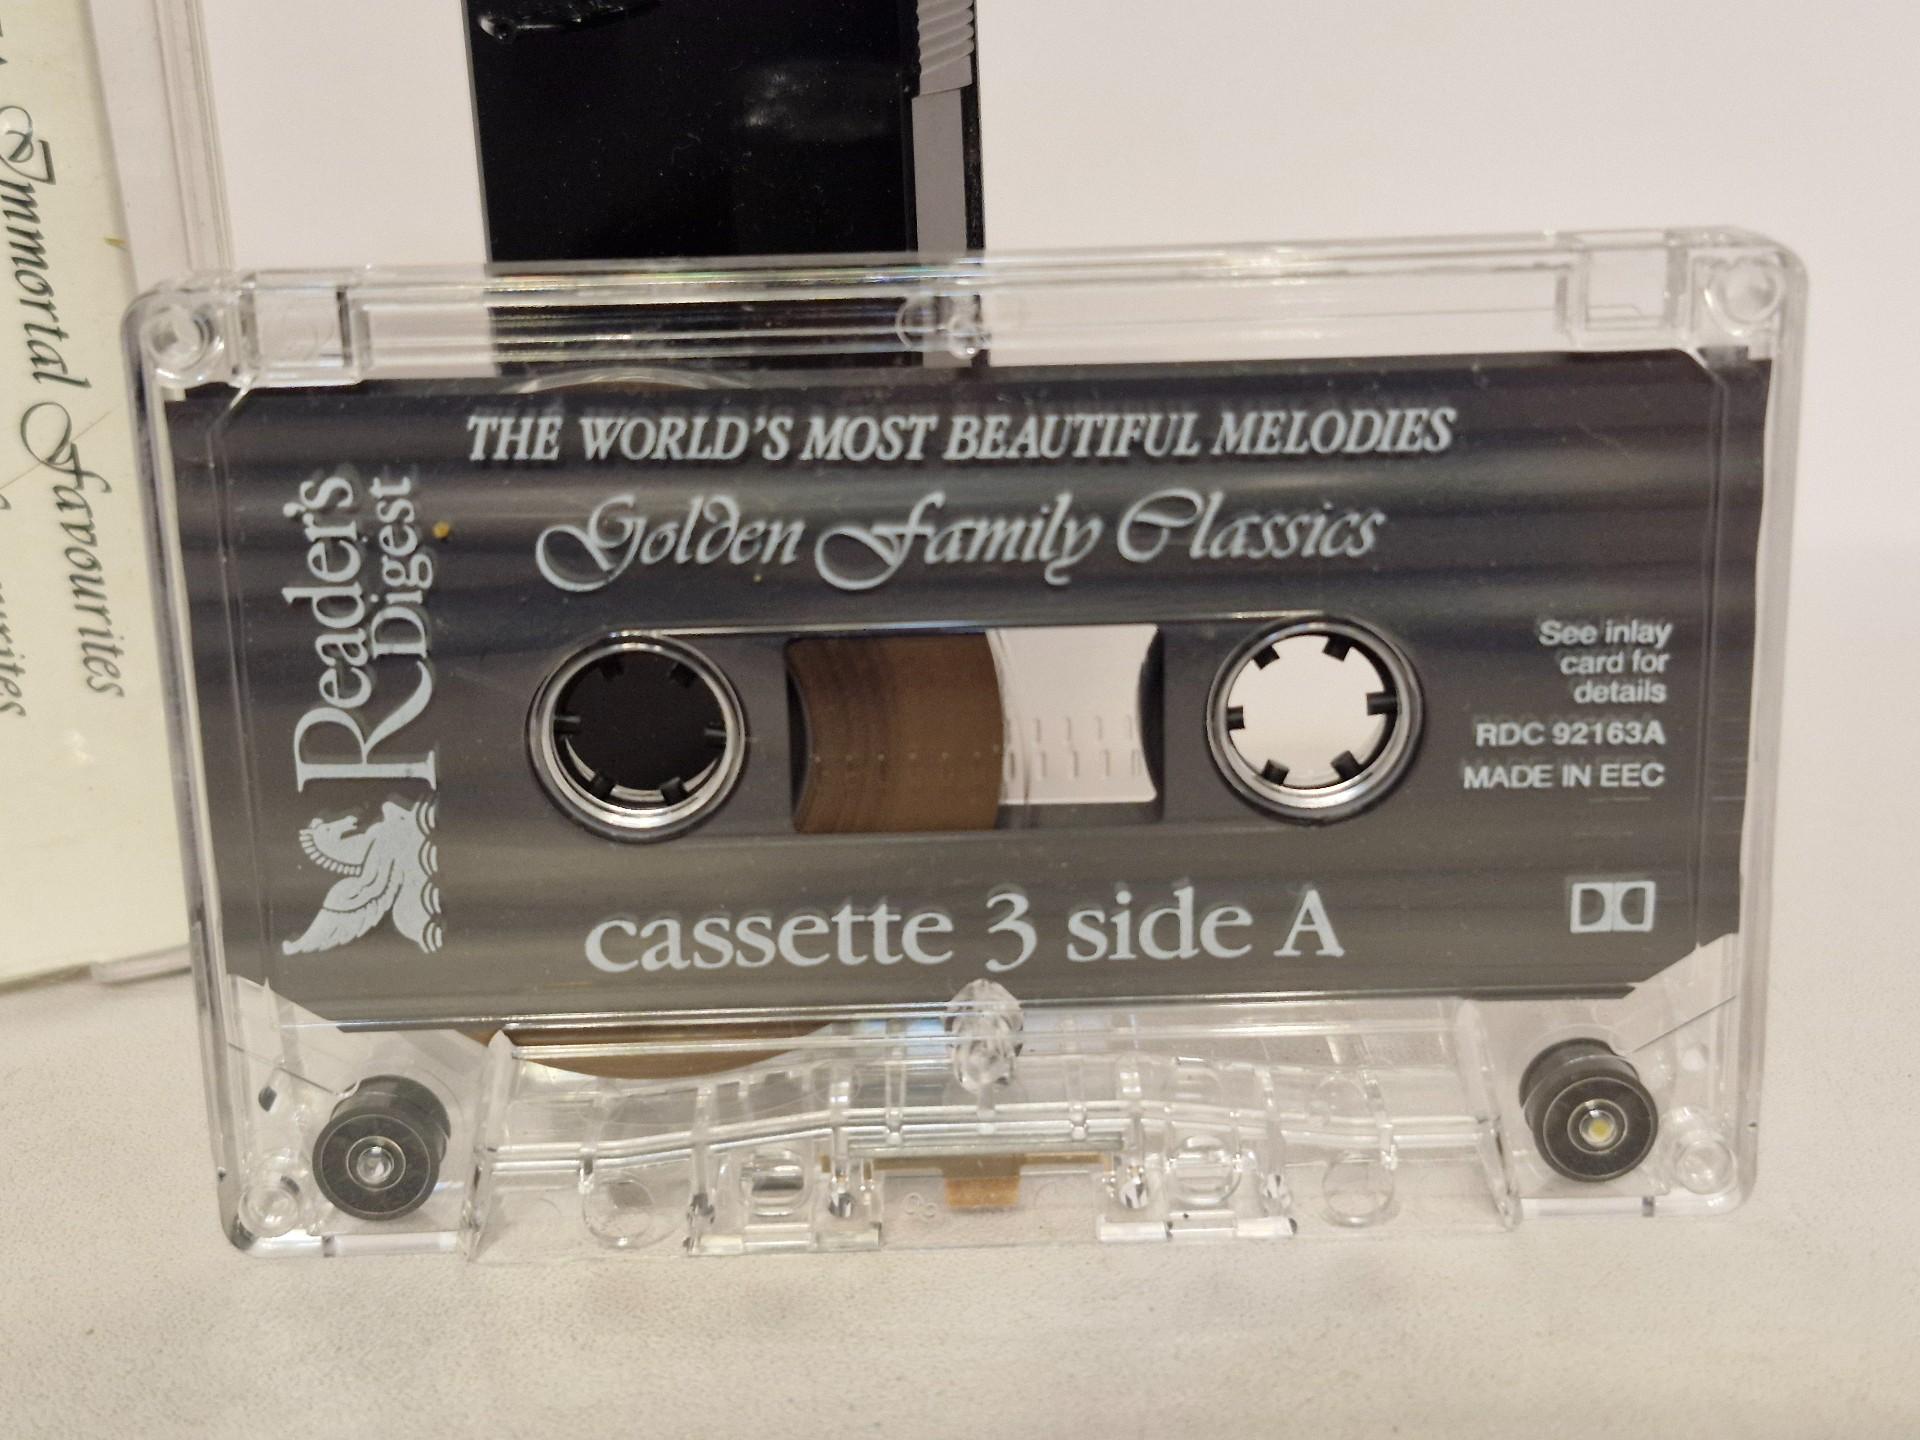 Immortal Favourites
THE WORLD'S MOST BEAUTIFUL MELODIES
Golden Family Classics
Reader's
Digest
See inlay
card for
details
RDC 92163A
MADE IN EEC
cassette 3 side A